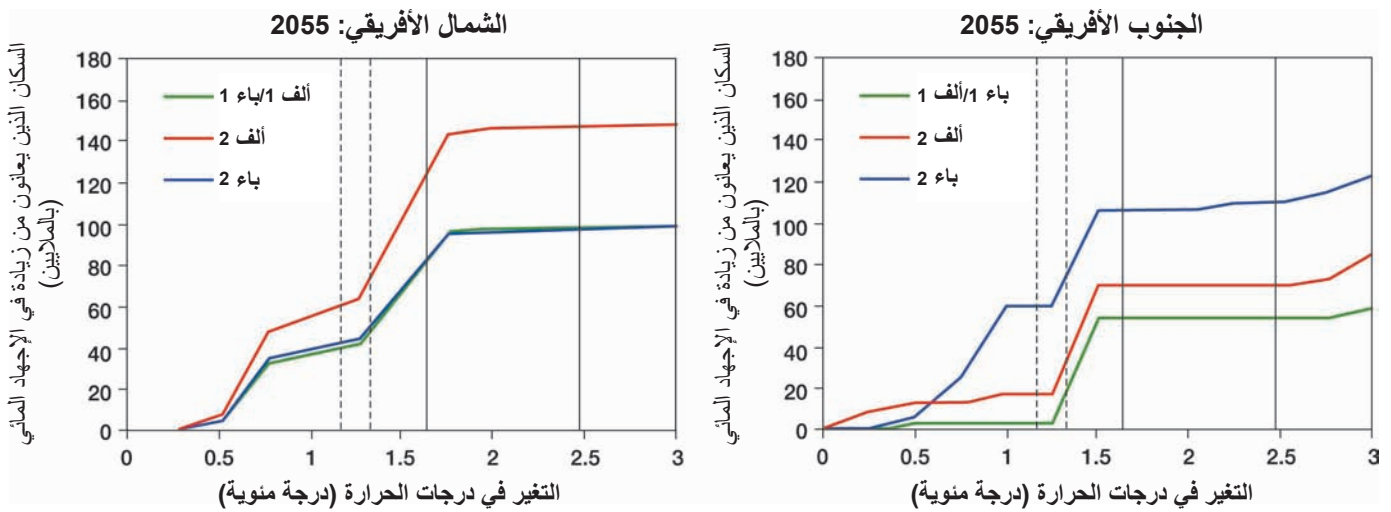 الجنوب الأفريقي: 2055
السكان الذين يعانون من زيادة في الإجهاد المائي
(بالملايين)
180
160
140
120
100
80
60
40
20
0
باء 1/ألف 1
ألف 2
باء 2
0 0.5 1 1.5 2 2.5 3
التغير في درجات الحرارة (درجة مئوية)
الشمال الأفريقي: 2055
السكان الذين يعانون من زيادة في الإجهاد المائي
(بالملايين)
180
160
140
120
100
80
60
40
20
0
ألف 1/باء 1
ألف 2
باء 2
0 0.5 1 1.5 2 2.5 3
التغير في درجات الحرارة (درجة مئوية)